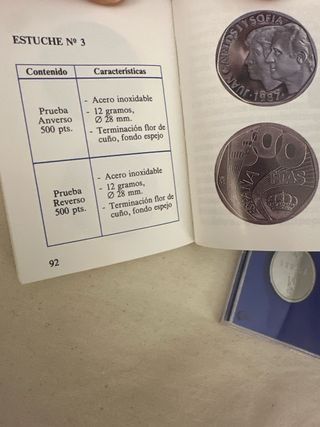 ESTUCHE Nº 3
Contenido Características
Prueba
Anverso
500 pts.
- Acero inoxidable
- 12 gramos,
Ø 28 mm.
- Terminación flor de
cuño, fondo espejo
Prueba
Reverso
500 pts.
- Acero inoxidable
- 12 gramos,
Ø 28 mm.
- Terminación flor de
cuño, fondo espejo
92
JUAN CARLOS I Y SOFIA
·1987·
500
PTAS
ESPAÑA